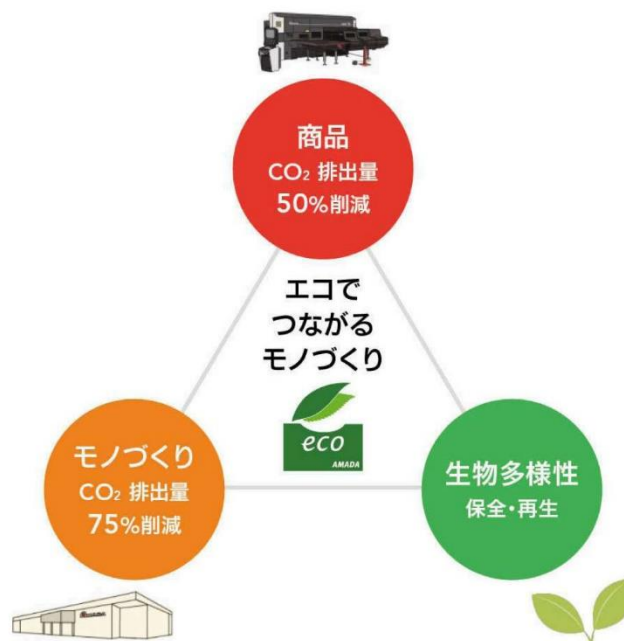 商品
CO₂ 排出量
50%削減
エコで
つながる
モノづくり
eco
AMADA
モノづくり
CO₂ 排出量
75%削減
生物多様性
保全・再生